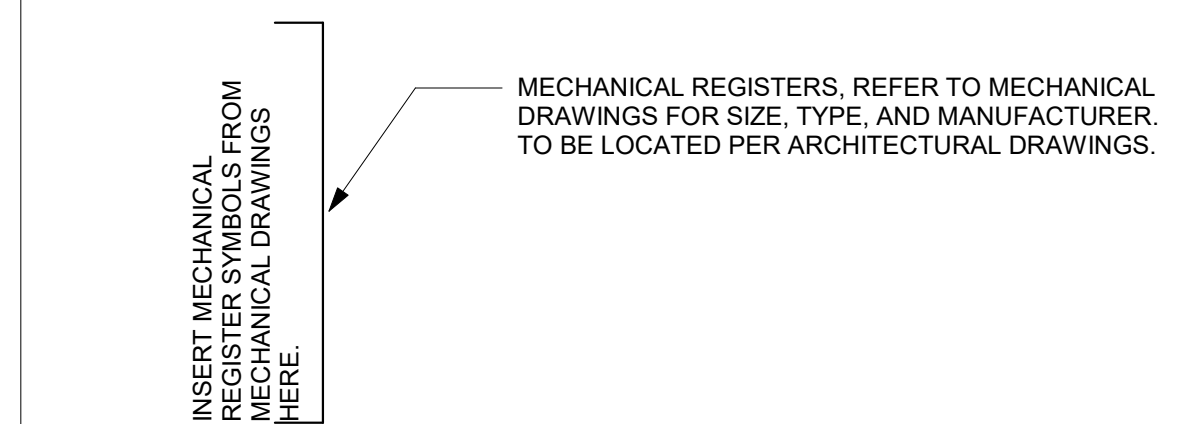 INSERT MECHANICAL
REGISTER SYMBOLS FROM
MECHANICAL DRAWINGS
HERE.
MECHANICAL REGISTERS, REFER TO MECHANICAL
DRAWINGS FOR SIZE, TYPE, AND MANUFACTURER.
TO BE LOCATED PER ARCHITECTURAL DRAWINGS.